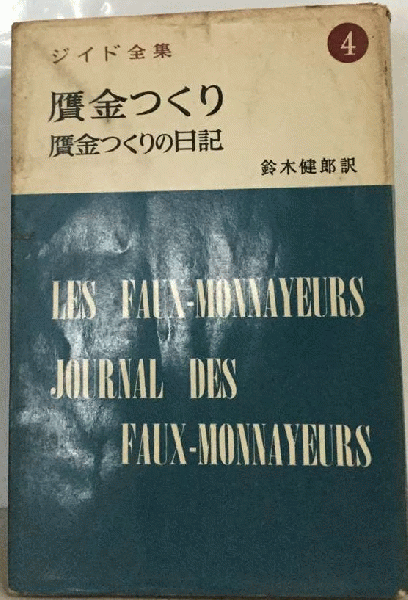 ジイド全集
4
贋金つくり
贋金つくりの日記
鈴木健郎訳
LES FAUX-MONNAYEURS
JOURNAL DES
FAUX-MONNAYEURS